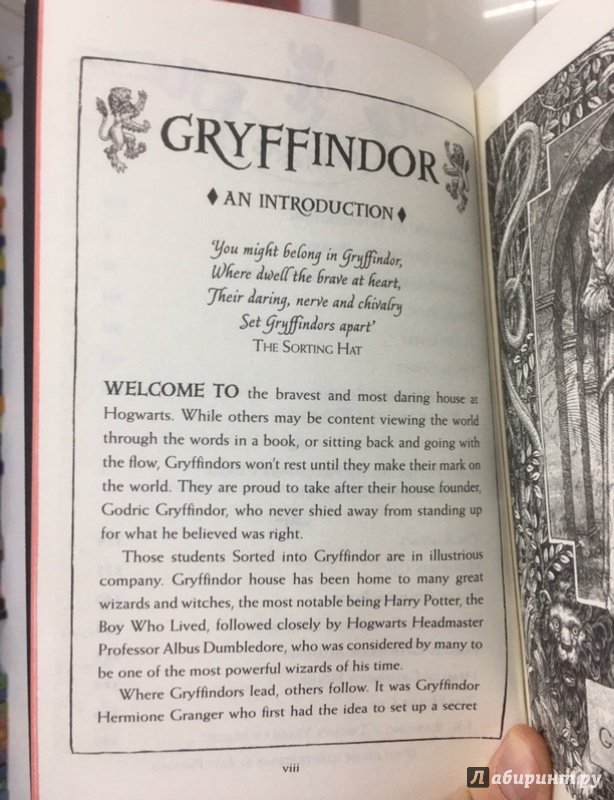 GRYFFINDOR
♦ AN INTRODUCTION ♦
You might belong in Gryffindor,
Where dwell the brave at heart,
Their daring, nerve and chivalry
Set Gryffindors apart’
THE SORTING HAT
WELCOME TO the bravest and most daring house at
Hogwarts. While others may be content viewing the world
through the words in a book, or sitting back and going with
the flow, Gryffindors won’t rest until they make their mark on
the world. They are proud to take after their house founder,
Godric Gryffindor, who never shied away from standing up
for what he believed was right.
Those students Sorted into Gryffindor are in illustrious
company. Gryffindor house has been home to many great
wizards and witches, the most notable being Harry Potter, the
Boy Who Lived, followed closely by Hogwarts Headmaster
Professor Albus Dumbledore, who was considered by many to
be one of the most powerful wizards of his time.
Where Gryffindors lead, others follow. It was Gryffindor
Hermione Granger who first had the idea to set up a secret
viii
G
Лабиринт.ру